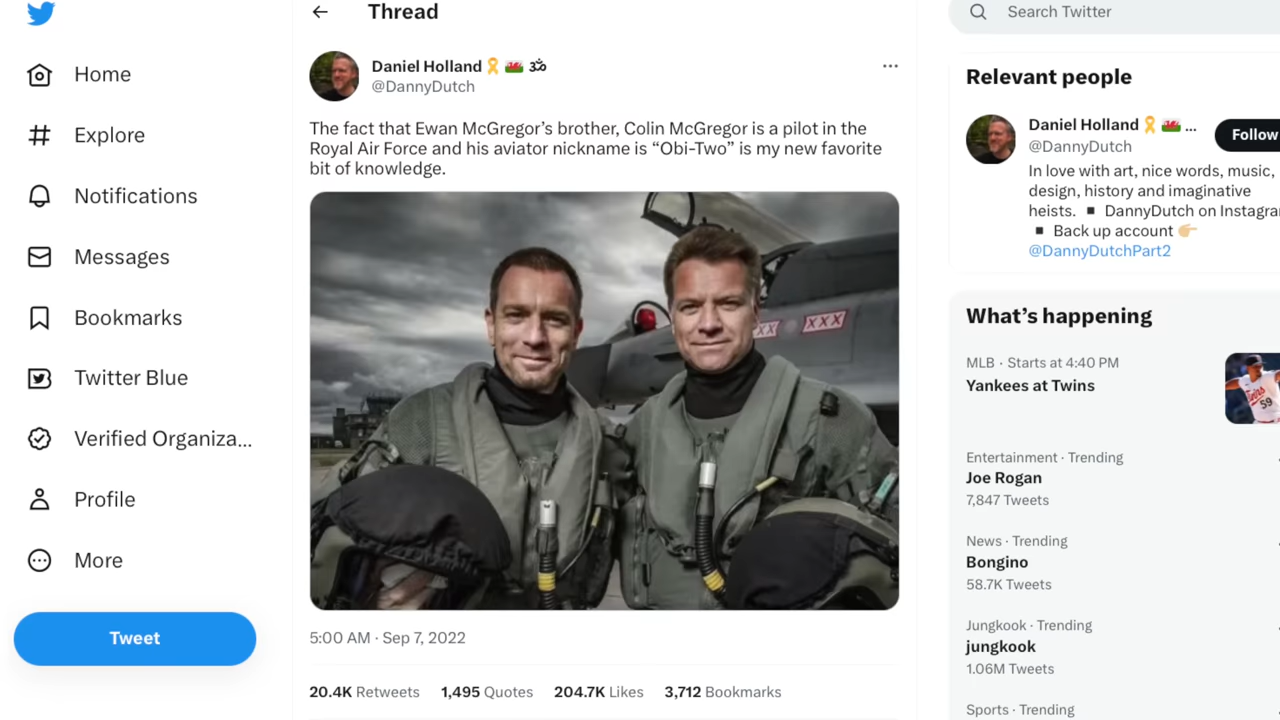 Thread
Search Twitter
Home
Explore
Notifications
Messages
Bookmarks
Twitter Blue
Verified Organiza...
Profile
More
Tweet
Daniel Holland 🎗️ 🏴󠁧󠁢󠁷󠁬󠁳󠁿 ॐ
@DannyDutch
The fact that Ewan McGregor’s brother, Colin McGregor is a pilot in the
Royal Air Force and his aviator nickname is “Obi-Two” is my new favorite
bit of knowledge.
XX
XXX
5:00 AM · Sep 7, 2022
20.4K Retweets 1,495 Quotes 204.7K Likes 3,712 Bookmarks
Relevant people
Daniel Holland 🎗️ 🏴󠁧󠁢󠁷󠁬󠁳󠁿 ...
Follow
@DannyDutch
In love with art, nice words, music,
design, history and imaginative
heists. ▪ DannyDutch on Instagra
▪ Back up account 👉🏼
@DannyDutchPart2
What’s happening
MLB · Starts at 4:40 PM
Yankees at Twins
Twins
59
Entertainment · Trending
Joe Rogan
7,847 Tweets
News · Trending
Bongino
58.7K Tweets
Jungkook · Trending
jungkook
1.06M Tweets
Sports · Trending